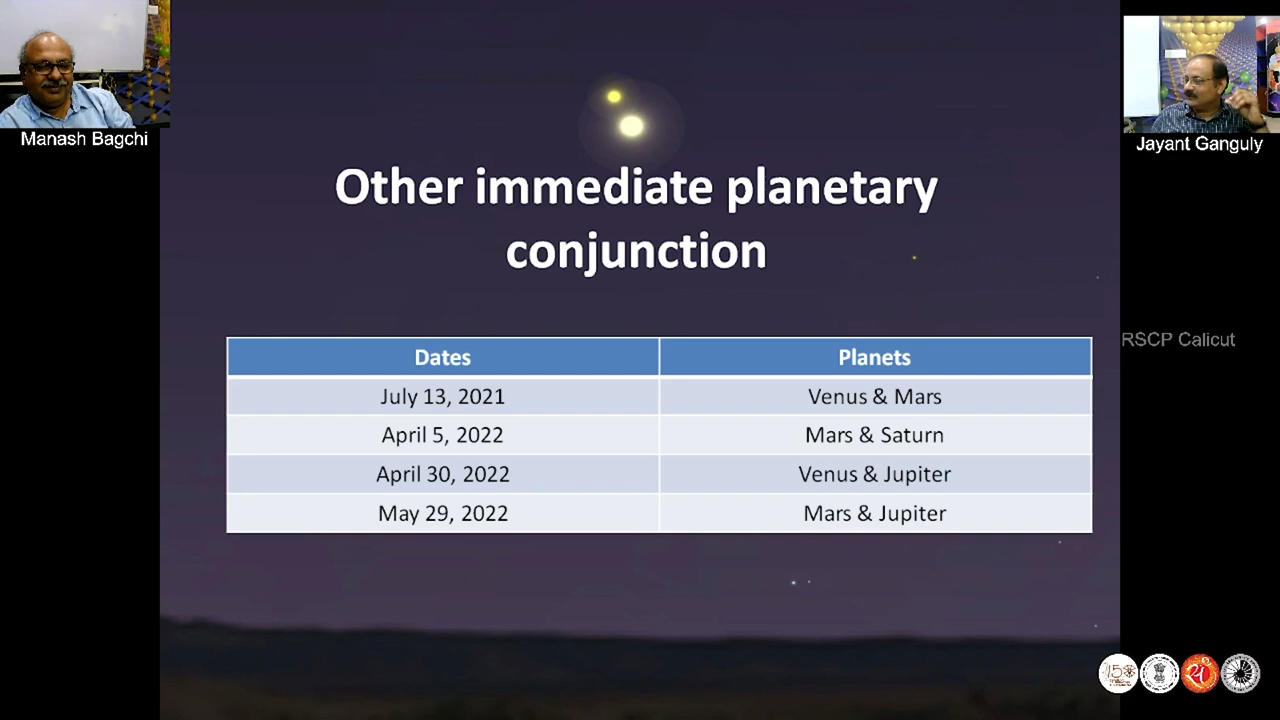 Manash Bagchi
Jayant Ganguly
Other immediate planetary
conjunction
RSCP Calicut
Dates Planets
July 13, 2021 Venus & Mars
April 5, 2022 Mars & Saturn
April 30, 2022 Venus & Jupiter
May 29, 2022 Mars & Jupiter